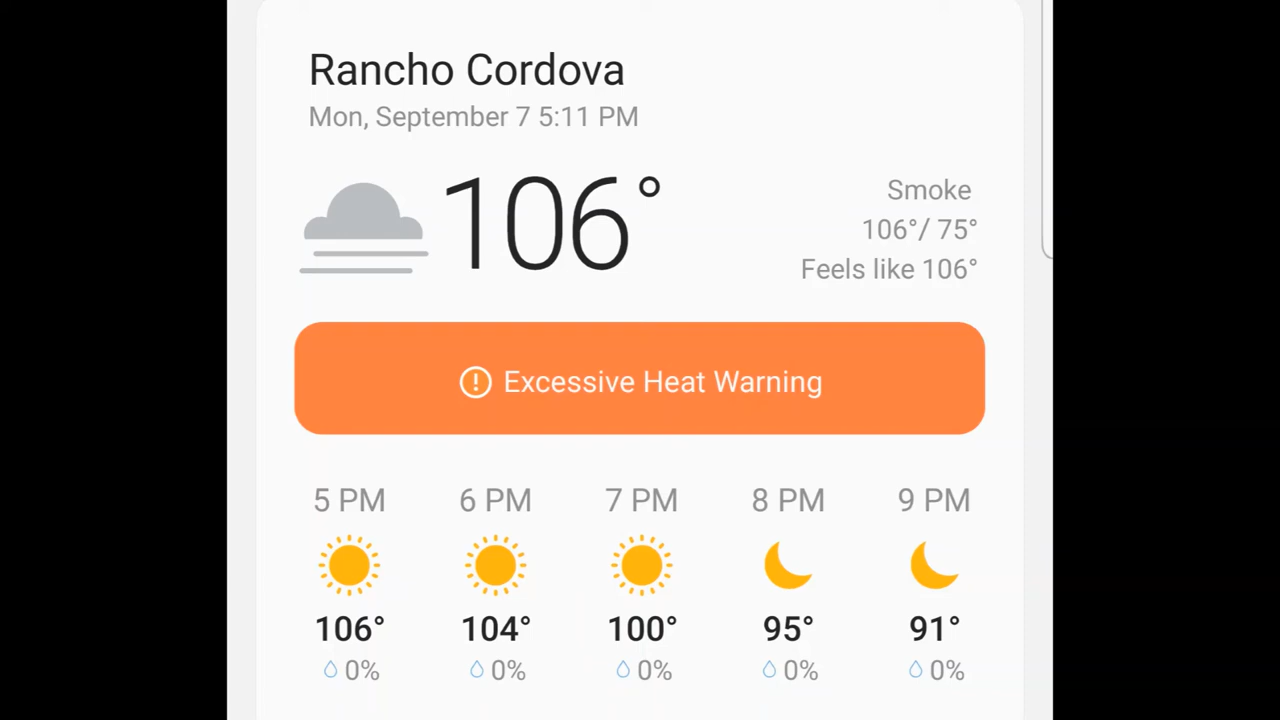 Rancho Cordova
Mon, September 7 5:11 PM
106°
Smoke
106°/ 75°
Feels like 106°
Excessive Heat Warning
5 PM 6 PM 7 PM 8 PM 9 PM
106° 104° 100° 95° 91°
0% 0% 0% 0% 0%